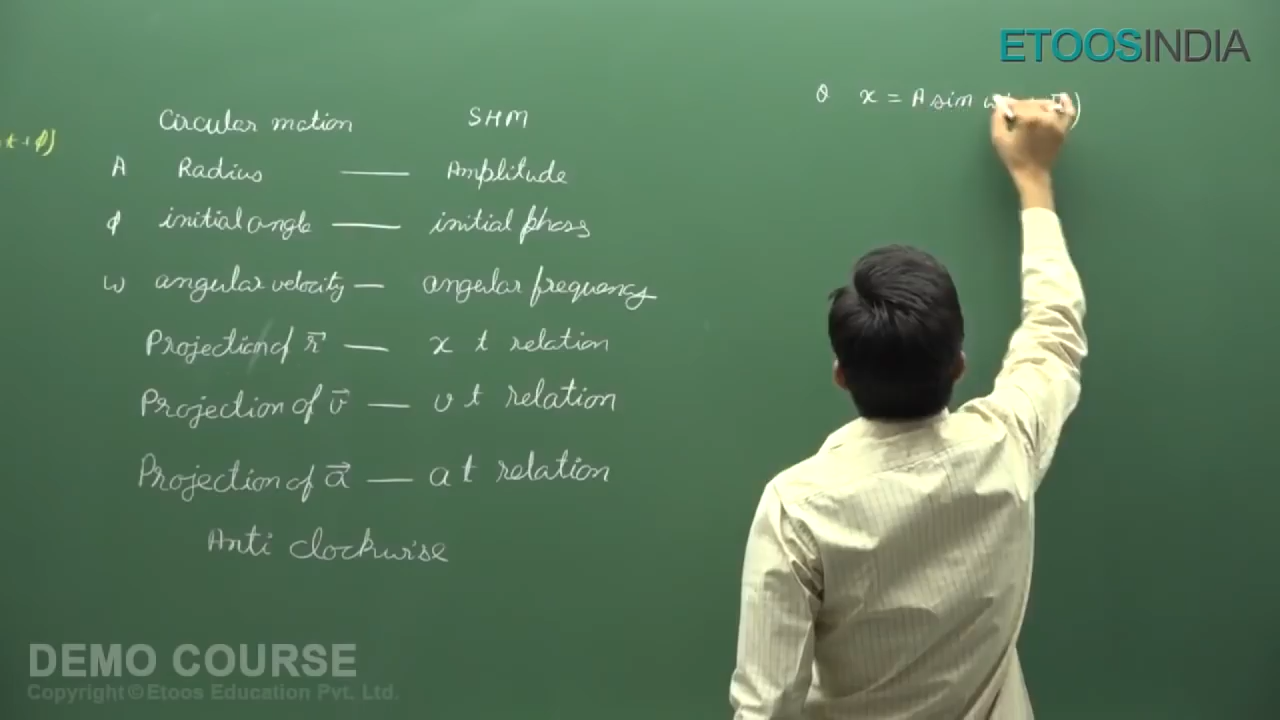 ETOOSINDIA
t + φ)
Circular motion SHM
A Radius — Amplitude
φ initial angle — initial phase
ω angular velocity — angular frequency
Projection of r⃗ — x t relation
Projection of v⃗ — v t relation
Projection of a⃗ — a t relation
Anti clockwise
θ x = A sin )
DEMO COURSE
Copyright © Etoos Education Pvt. Ltd.